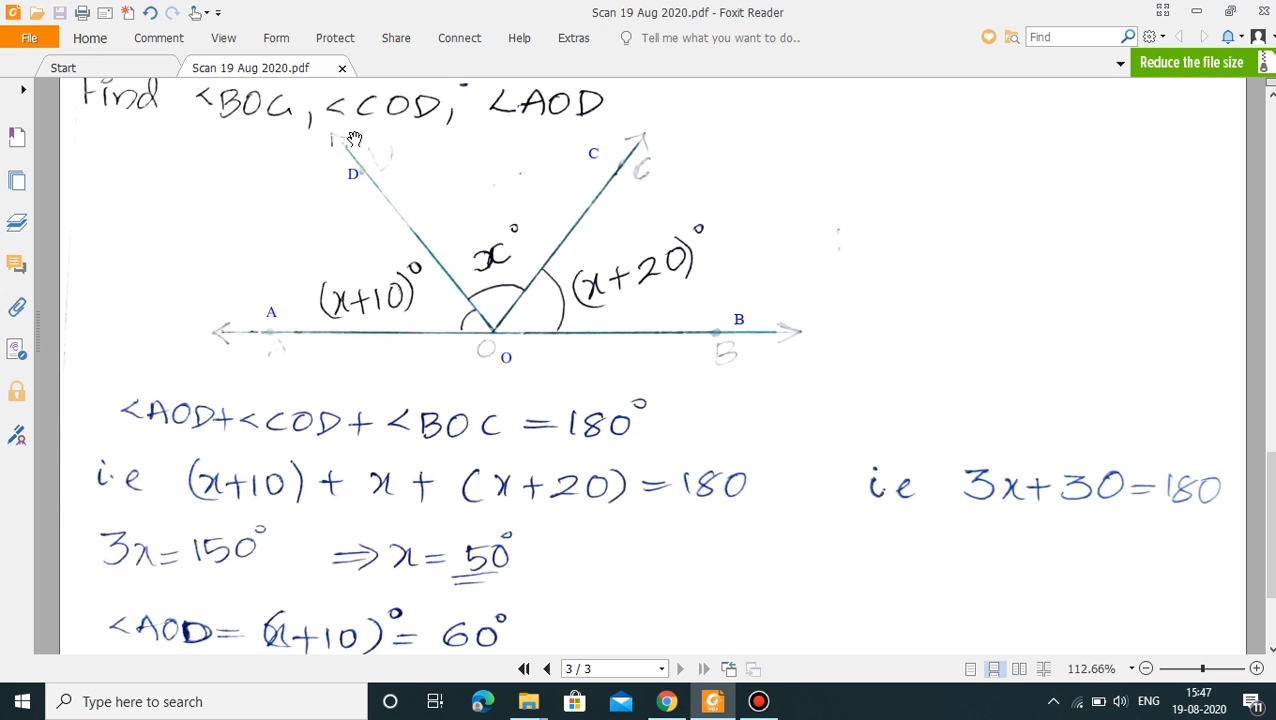 Scan 19 Aug 2020.pdf - Foxit Reader
File Home Comment View Form Protect Share Connect Help Extras Tell me what you want to do.. Find
Start Scan 19 Aug 2020.pdf Reduce the file size
Find <BOC, <COD, <AOD
D C C
x°
(x+10)° (x+20)°
A B
A O O B
<AOD+<COD+<BOC=180°
i.e (x+10)+x+(x+20)=180 i.e 3x+30=180
3x=150° ⇒x=50°
<AOD=(x+10)°=60°
3 / 3 112.66%
Type here to search ENG 15:47
19-08-2020 11